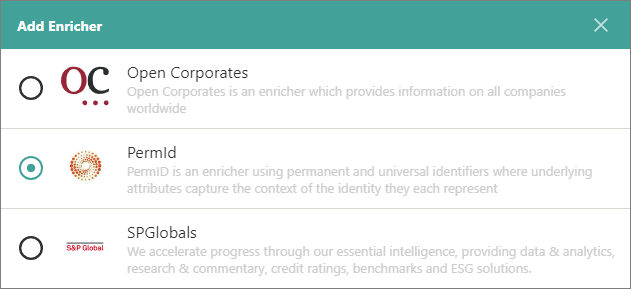 Add Enricher
oc
Open Corporates
Open Corporates is an enricher which provides information on all companies
worldwide
PermId
PermID is an enricher using permanent and universal identifiers where underlying
attributes capture the context of the identity they each represent
S&P Global
SPGlobals
We accelerate progress through our essential intelligence, providing data & analytics,
research & commentary, credit ratings, benchmarks and ESG solutions.